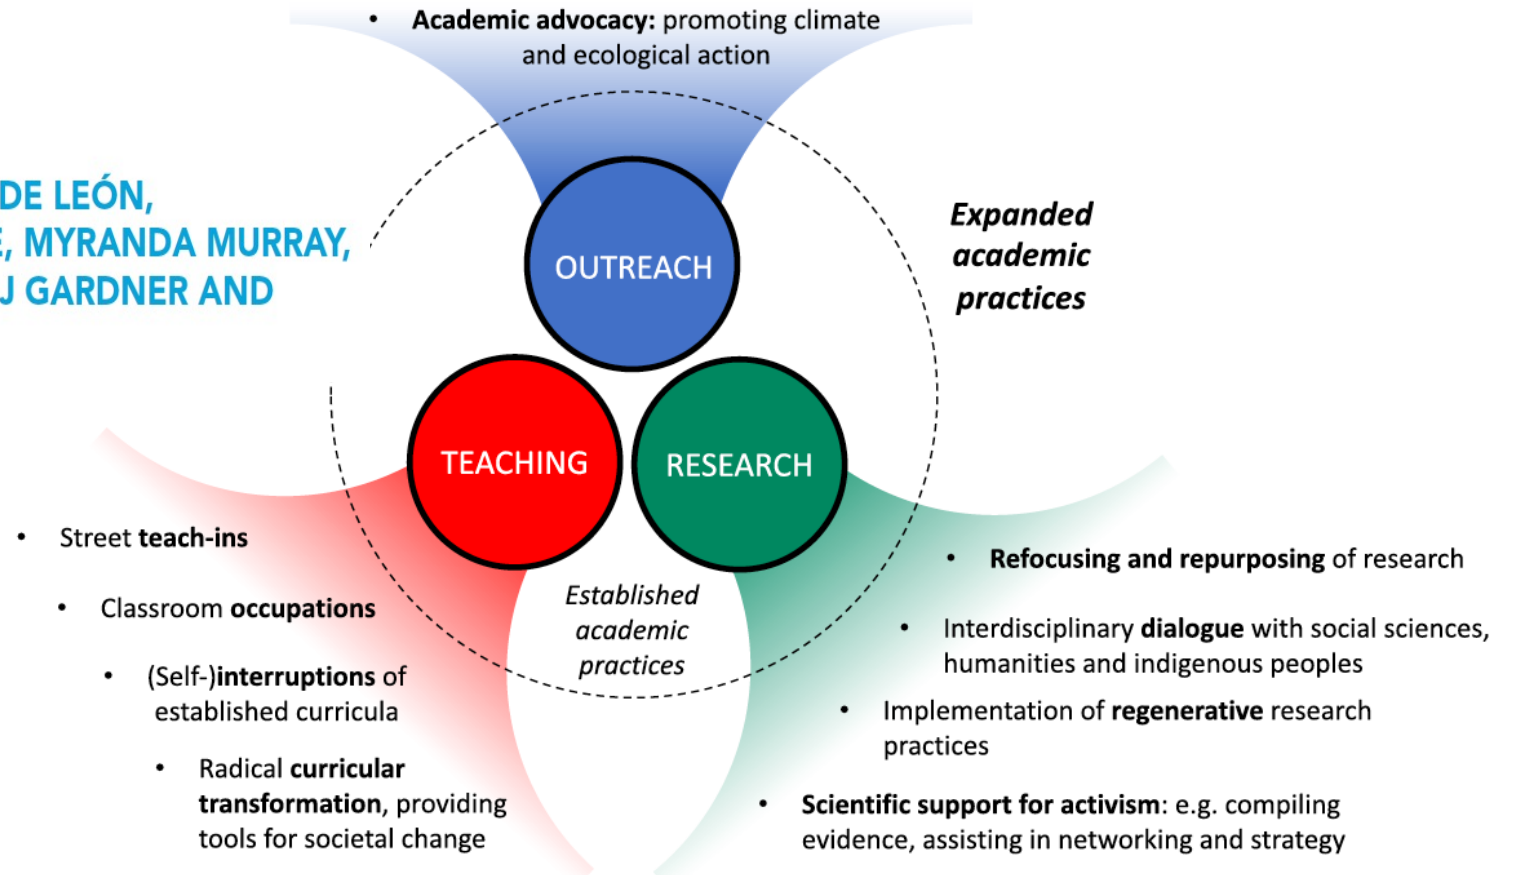 • Academic advocacy: promoting climate
and ecological action
DE LEÓN,
E, MYRANDA MURRAY,
J GARDNER AND
Expanded
academic
practices
OUTREACH
TEACHING
RESEARCH
Established
academic
practices
• Street teach-ins
• Classroom occupations
• (Self-)interruptions of
established curricula
• Radical curricular
transformation, providing
tools for societal change
• Refocusing and repurposing of research
• Interdisciplinary dialogue with social sciences,
humanities and indigenous peoples
• Implementation of regenerative research
practices
• Scientific support for activism: e.g. compiling
evidence, assisting in networking and strategy